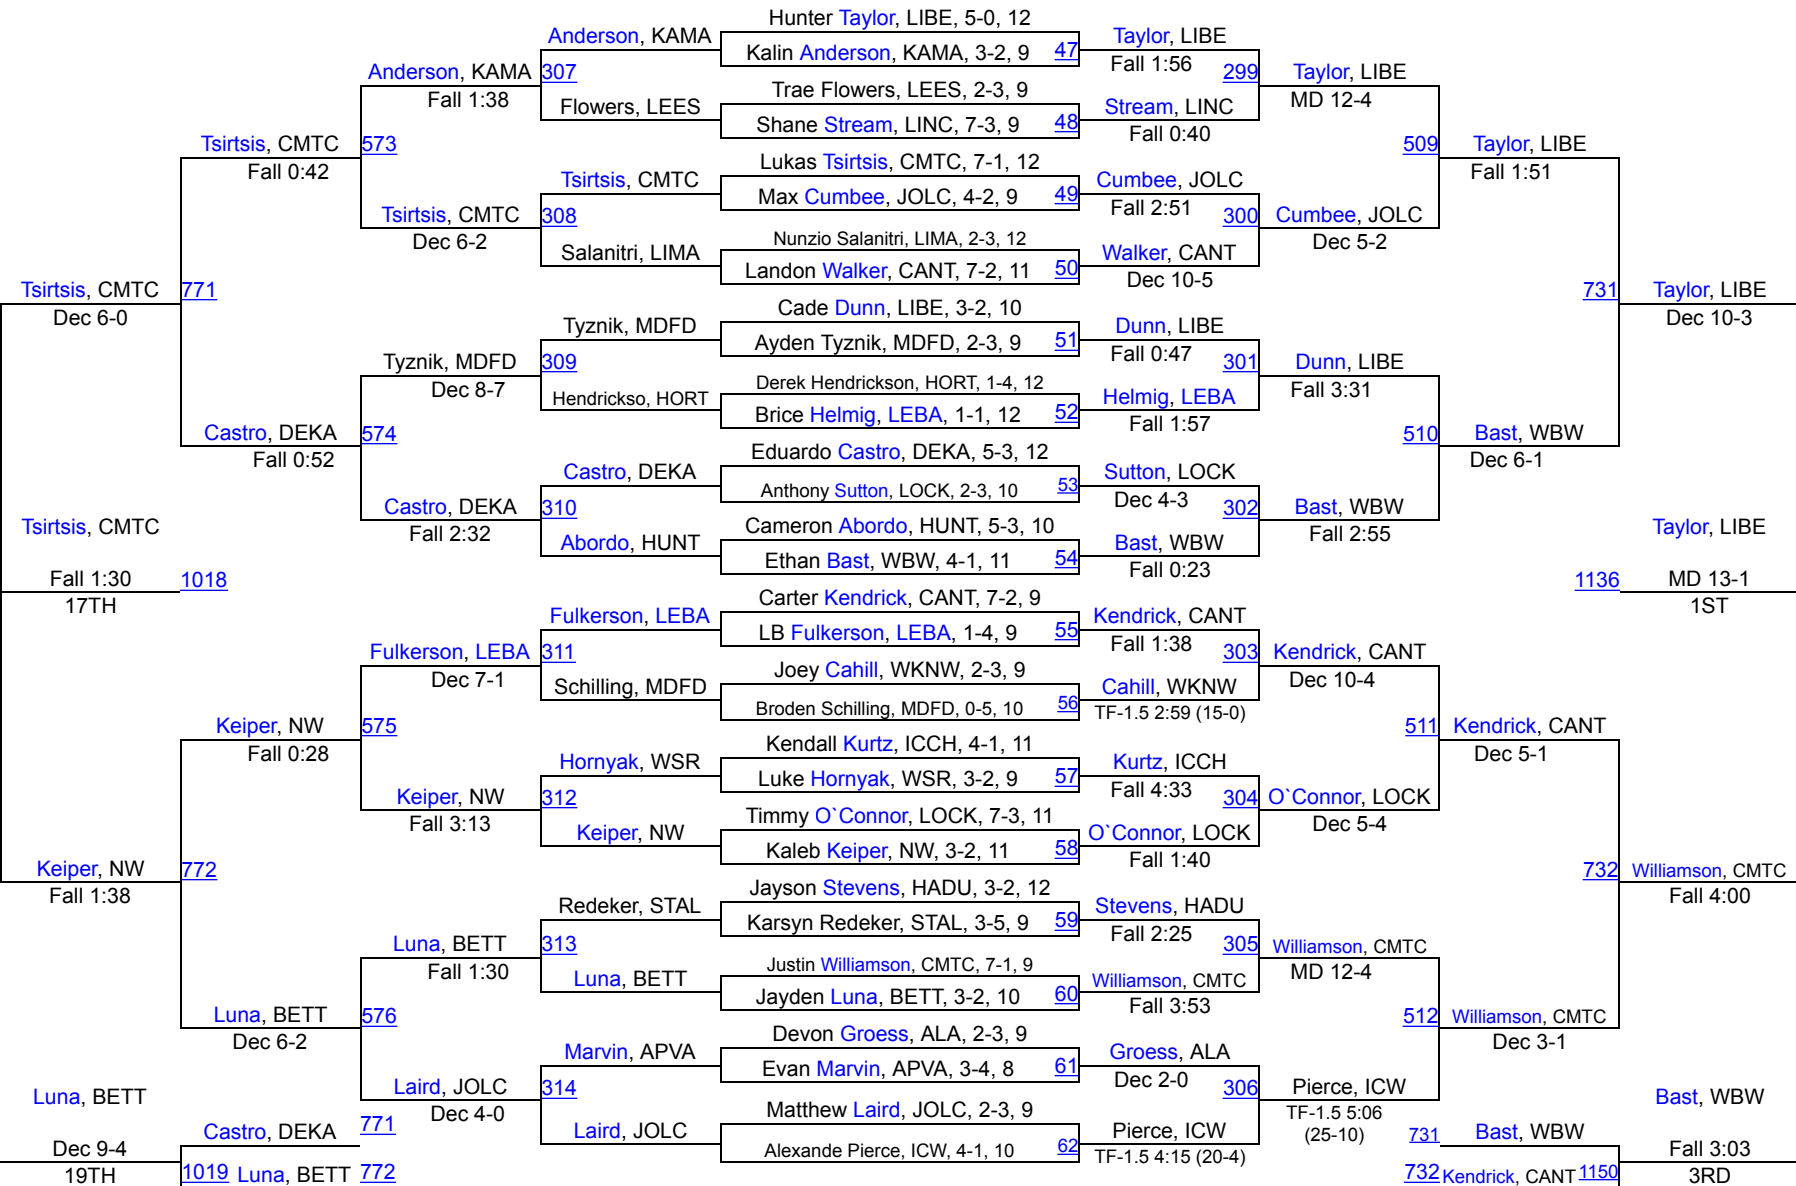 Hunter Taylor, LIBE, 5-0, 12
Anderson, KAMA
Taylor, LIBE
Kalin Anderson, KAMA, 3-2, 9 47
Anderson, KAMA 307
Fall 1:56
299 Taylor, LIBE
Fall 1:38
Trae Flowers, LEES, 2-3, 9
MD 12-4
Flowers, LEES
Stream, LINC
Shane Stream, LINC, 7-3, 9 48
Fall 0:40
Tsirtsis, CMTC 573
509 Taylor, LIBE
Fall 0:42
Lukas Tsirtsis, CMTC, 7-1, 12
Fall 1:51
Tsirtsis, CMTC
Cumbee, JOLC
Max Cumbee, JOLC, 4-2, 9 49
Fall 2:51
Tsirtsis, CMTC 308
300 Cumbee, JOLC
Dec 6-2
Nunzio Salanitri, LIMA, 2-3, 12
Dec 5-2
Salanitri, LIMA
Walker, CANT
Landon Walker, CANT, 7-2, 11 50
Dec 10-5
Tsirtsis, CMTC 771
731 Taylor, LIBE
Dec 6-0
Cade Dunn, LIBE, 3-2, 10
Dec 10-3
Tyznik, MDFD
Dunn, LIBE
Ayden Tyznik, MDFD, 2-3, 9 51
Fall 0:47
Tyznik, MDFD 309
301 Dunn, LIBE
Dec 8-7
Derek Hendrickson, HORT, 1-4, 12
Fall 3:31
Hendrickso, HORT
Helmig, LEBA
Brice Helmig, LEBA, 1-1, 12 52
Fall 1:57
Castro, DEKA 574
510 Bast, WBW
Fall 0:52
Eduardo Castro, DEKA, 5-3, 12
Dec 6-1
Castro, DEKA
Sutton, LOCK
Anthony Sutton, LOCK, 2-3, 10 53
Dec 4-3
Castro, DEKA 310
302 Bast, WBW
Tsirtsis, CMTC
Fall 2:32
Cameron Abordo, HUNT, 5-3, 10
Fall 2:55
Taylor, LIBE
Abordo, HUNT
Bast, WBW
Ethan Bast, WBW, 4-1, 11 54
Fall 0:23
Fall 1:30 1018
1136 MD 13-1
17TH
Carter Kendrick, CANT, 7-2, 9
1ST
Fulkerson, LEBA
Kendrick, CANT
LB Fulkerson, LEBA, 1-4, 9 55
Fall 1:38
Fulkerson, LEBA 311
303 Kendrick, CANT
Dec 7-1
Joey Cahill, WKNW, 2-3, 9
Dec 10-4
Schilling, MDFD
Cahill, WKNW
Broden Schilling, MDFD, 0-5, 10 56
TF-1.5 2:59 (15-0)
Keiper, NW 575
511 Kendrick, CANT
Fall 0:28
Kendall Kurtz, ICCH, 4-1, 11
Dec 5-1
Hornyak, WSR
Kurtz, ICCH
Luke Hornyak, WSR, 3-2, 9 57
Fall 4:33
Keiper, NW 312
304 O`Connor, LOCK
Fall 3:13
Timmy O`Connor, LOCK, 7-3, 11
Dec 5-4
Keiper, NW
O`Connor, LOCK
Kaleb Keiper, NW, 3-2, 11 58
Fall 1:40
Keiper, NW 772
732 Williamson, CMTC
Fall 1:38
Jayson Stevens, HADU, 3-2, 12
Fall 4:00
Redeker, STAL
Stevens, HADU
Karsyn Redeker, STAL, 3-5, 9 59
Fall 2:25
Luna, BETT 313
305 Williamson, CMTC
Fall 1:30
Justin Williamson, CMTC, 7-1, 9
MD 12-4
Luna, BETT
Williamson, CMTC
Jayden Luna, BETT, 3-2, 10 60
Fall 3:53
Luna, BETT 576
512 Williamson, CMTC
Dec 6-2
Devon Groess, ALA, 2-3, 9
Dec 3-1
Marvin, APVA
Groess, ALA
Evan Marvin, APVA, 3-4, 8 61
Dec 2-0
Laird, JOLC 314
306 Pierce, ICW
Luna, BETT
Dec 4-0
Matthew Laird, JOLC, 2-3, 9
TF-1.5 5:06
(25-10)
Bast, WBW
Castro, DEKA 771
Laird, JOLC
Pierce, ICW
731 Bast, WBW
Dec 9-4
Alexande Pierce, ICW, 4-1, 10 62
TF-1.5 4:15 (20-4)
Fall 3:03
19TH
1019 Luna, BETT 772
732 Kendrick, CANT 1150
3RD